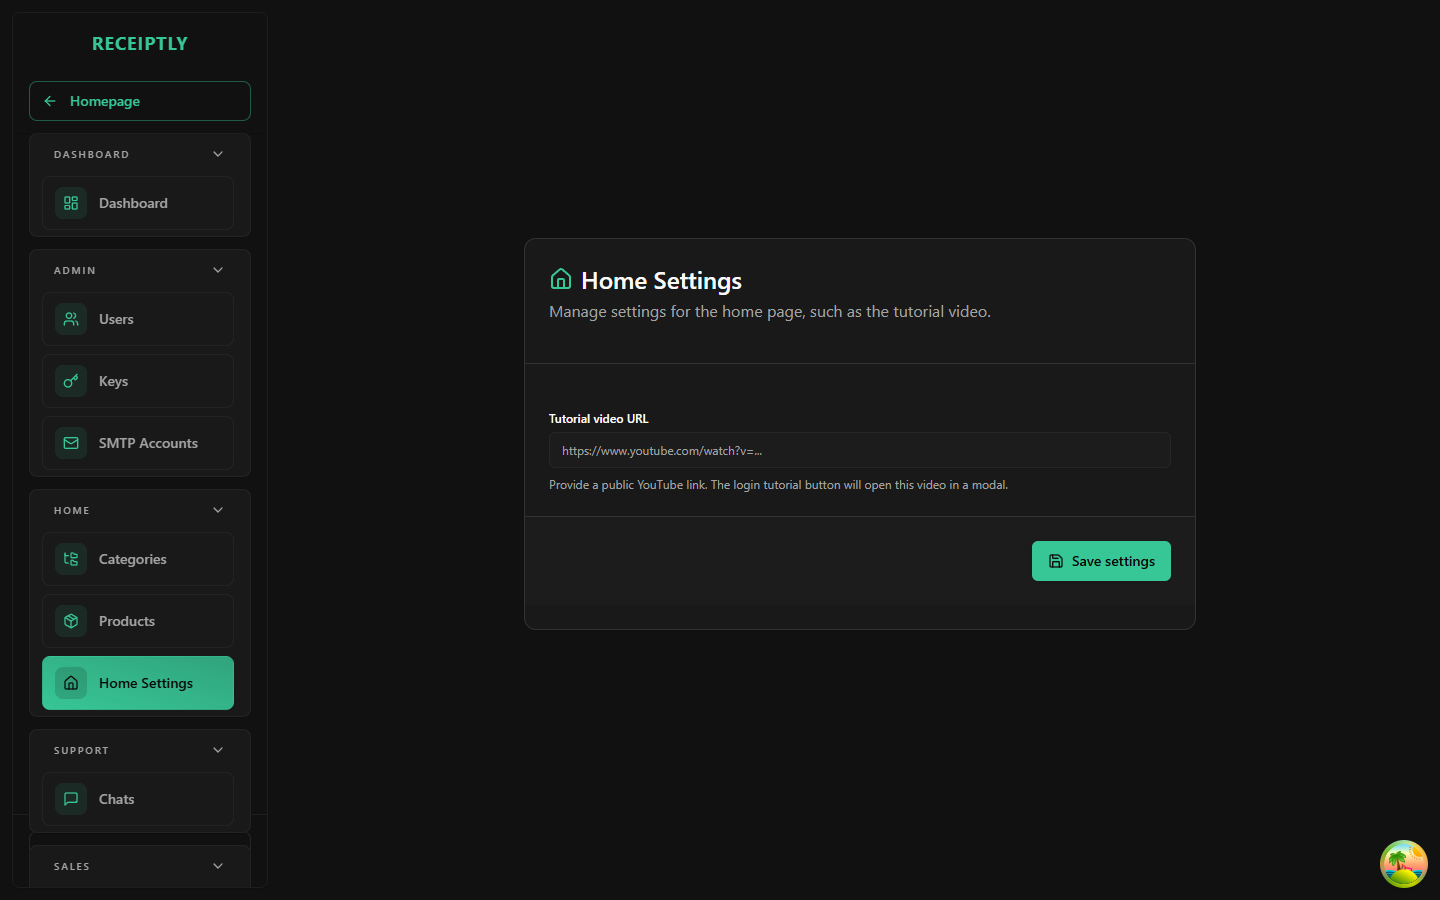 RECEIPTLY
Homepage
DASHBOARD
Dashboard
ADMIN
Users
Keys
SMTP Accounts
HOME
Categories
Products
Home Settings
SUPPORT
Chats
SALES
Home Settings
Manage settings for the home page, such as the tutorial video.
Tutorial video URL
https://www.youtube.com/watch?v=...
Provide a public YouTube link. The login tutorial button will open this video in a modal.
Save settings